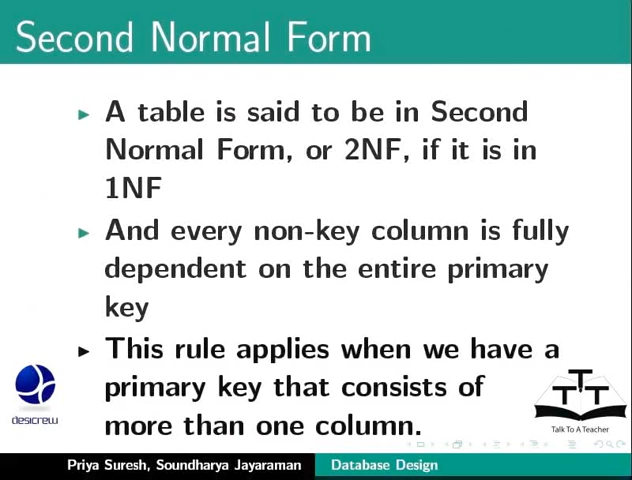 Second Normal Form
A table is said to be in Second
Normal Form, or 2NF, if it is in
1NF
And every non-key column is fully
dependent on the entire primary
key
This rule applies when we have a
primary key that consists of
more than one column.
desicrew
TTT
Talk To A Teacher
Priya Suresh, Soundharya Jayaraman Database Design